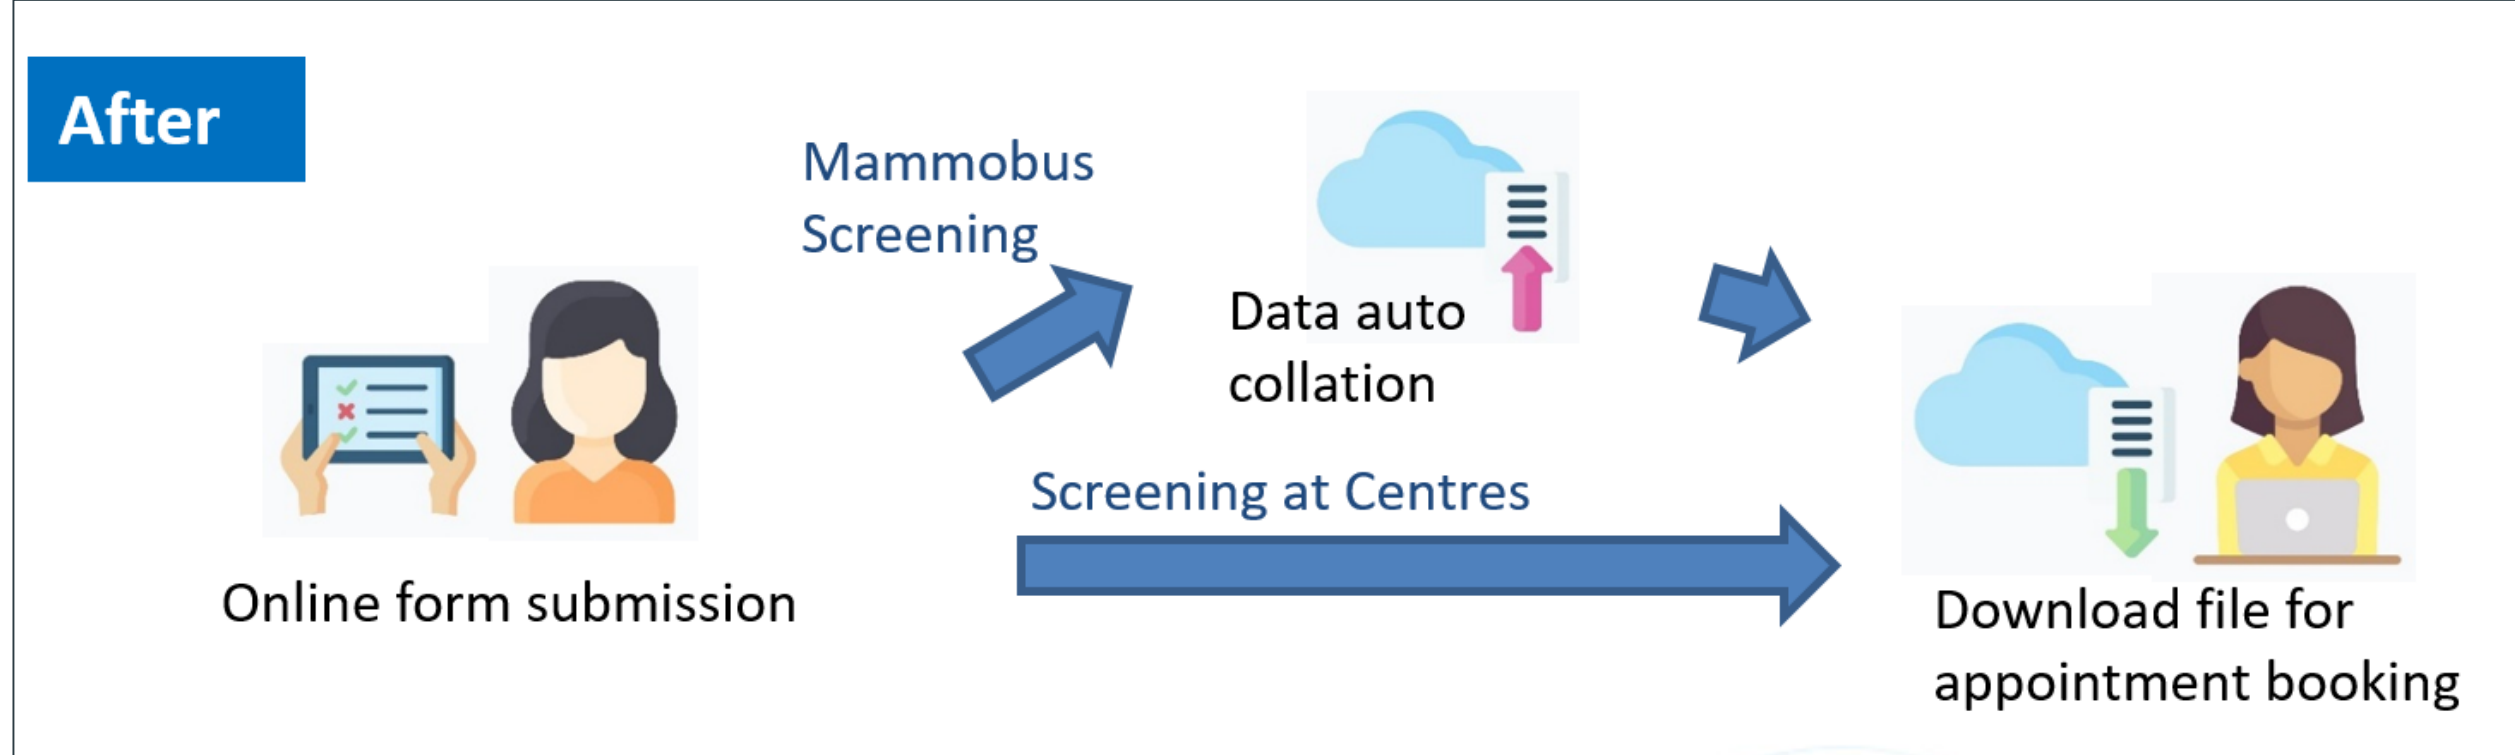 After
Mammobus
Screening
Data auto
collation
Screening at Centres
Online form submission
Download file for
appointment booking